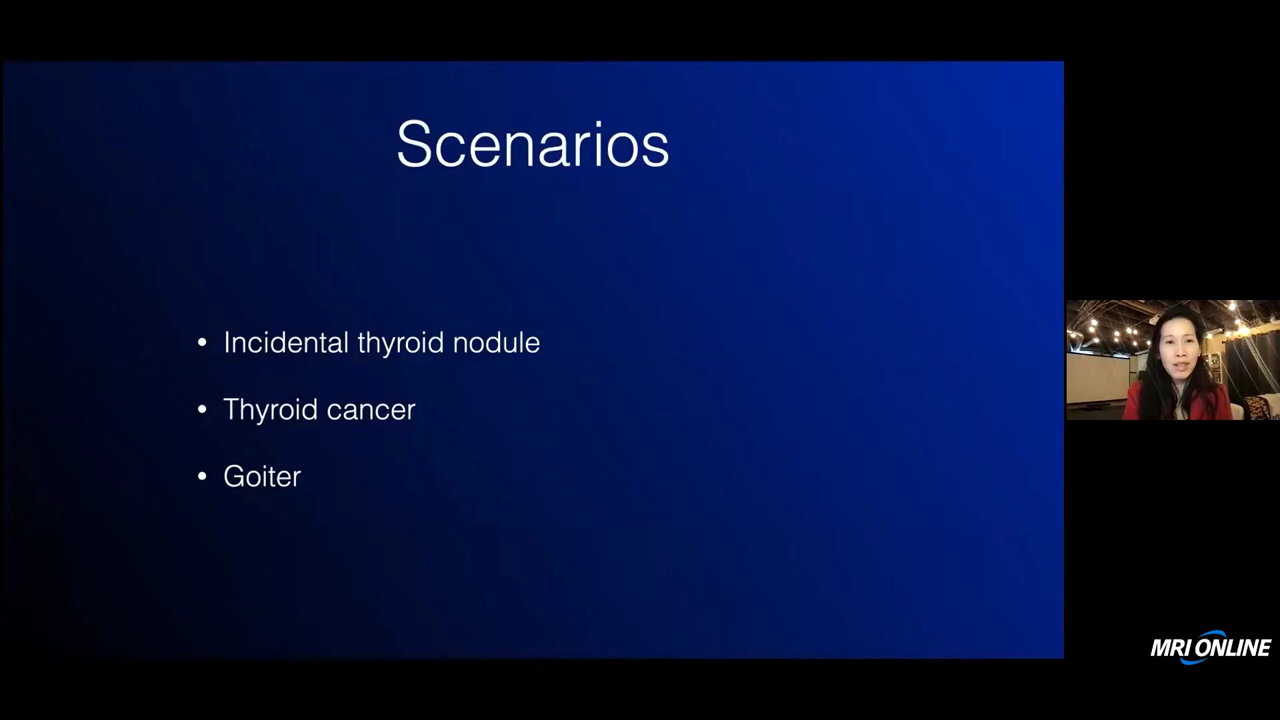 Scenarios
• Incidental thyroid nodule
• Thyroid cancer
• Goiter
MRI ONLINE